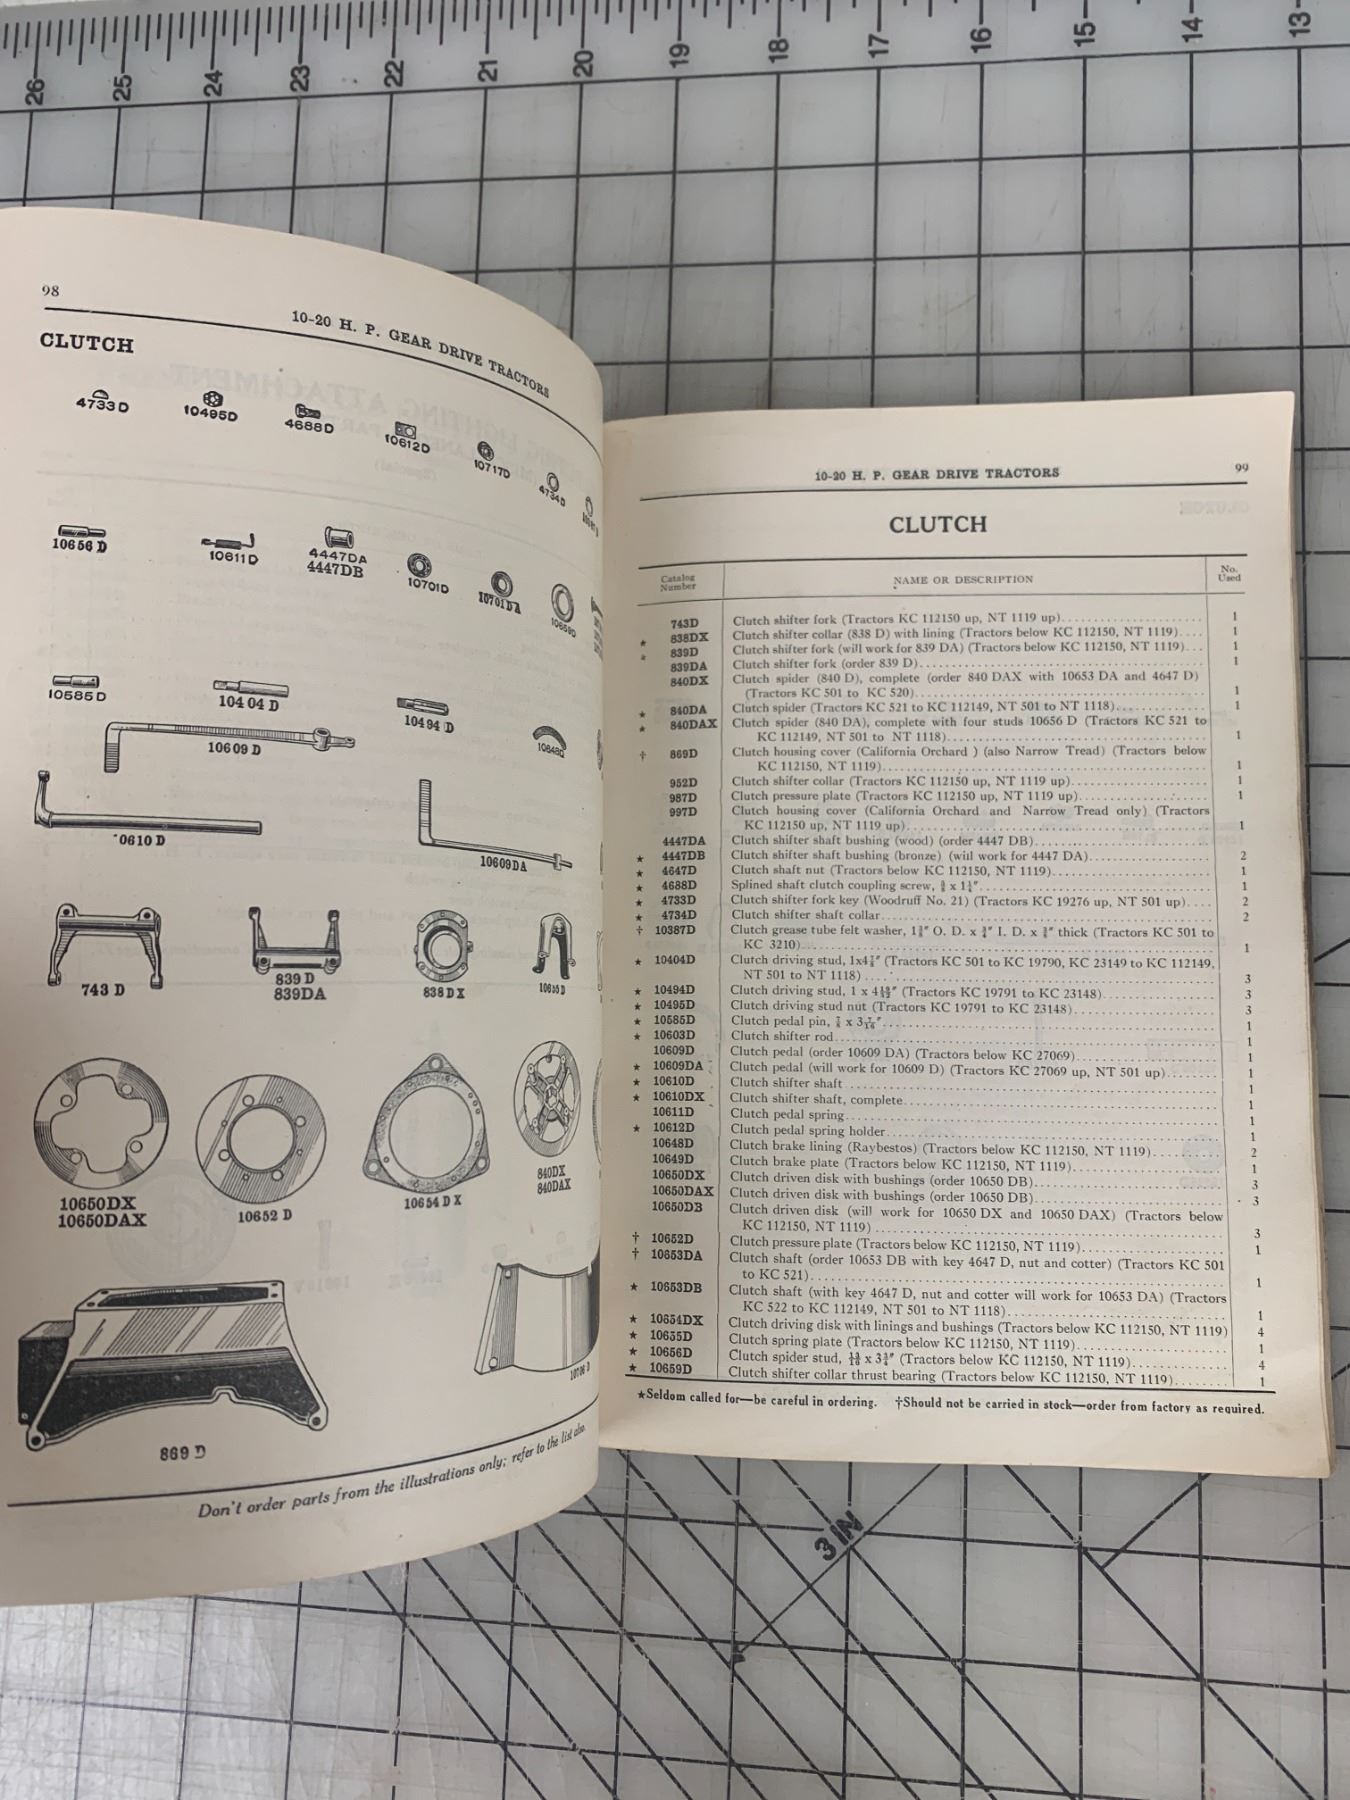 26 25 24 23 22 21 20 19 18 17 16 15 14 13
98
10-20 H. P. GEAR DRIVE TRACTORS
CLUTCH
4733D
10495D
4688D
10612D
10717D
4734D
10656 D
10611D
4447DA
4447DB
10701D
10701DA
10659D
10585D
10404 D
10494 D
10648D
10609 D
0610 D
10609DA
743 D
839 D
839DA
838DX
10655D
10650DX
10650DAX
10652 D
10654 D X
840DX
840DAX
869 D
10706 D
Don't order parts from the illustrations only; refer to the list also.
10-20 H. P. GEAR DRIVE TRACTORS
99
CLUTCH
Catalog Number
NAME OR DESCRIPTION
No. Used
743D Clutch shifter fork (Tractors KC 112150 up, NT 1119 up) 1
★ 838DX Clutch shifter collar (838 D) with lining (Tractors below KC 112150, NT 1119) 1
★ 839D Clutch shifter fork (will work for 839 DA) (Tractors below KC 112150, NT 1119) 1
839DA Clutch shifter fork (order 839 D) 1
840DX Clutch spider (840 D), complete (order 840 DAX with 10653 DA and 4647 D)
(Tractors KC 501 to KC 520) 1
★ 840DA Clutch spider (Tractors KC 521 to KC 112149, NT 501 to NT 1118) 1
★ 840DAX Clutch spider (840 DA), complete with four studs 10656 D (Tractors KC 521 to
KC 112149, NT 501 to NT 1118) 1
† 869D Clutch housing cover (California Orchard ) (also Narrow Tread) (Tractors below
KC 112150, NT 1119) 1
952D Clutch shifter collar (Tractors KC 112150 up, NT 1119 up) 1
987D Clutch pressure plate (Tractors KC 112150 up, NT 1119 up) 1
997D Clutch housing cover (California Orchard and Narrow Tread only) (Tractors
KC 112150 up, NT 1119 up) 1
4447DA Clutch shifter shaft bushing (wood) (order 4447 DB)
★ 4447DB Clutch shifter shaft bushing (bronze) (will work for 4447 DA) 2
★ 4647D Clutch shaft nut (Tractors below KC 112150, NT 1119) 1
★ 4688D Splined shaft clutch coupling screw, x 1 1
★ 4733D Clutch shifter fork key (Woodruff No. 21) (Tractors KC 19276 up, NT 501 up) 2
★ 4734D Clutch shifter shaft collar 2
† 10387D Clutch grease tube felt washer, O. D. x I. D. x thick (Tractors KC 501 to
KC 3210) 1
★ 10404D Clutch driving stud, (Tractors KC 501 to KC 19790, KC 23149 to KC 112149,
NT 501 to NT 1118) 3
★ 10494D Clutch driving stud, 1 x (Tractors KC 19791 to KC 23148) 3
★ 10495D Clutch driving stud nut (Tractors KC 19791 to KC 23148) 3
★ 10585D Clutch pedal pin, 1
★ 10603D Clutch shifter rod 1
10609D Clutch pedal (order 10609 DA) (Tractors below KC 27069) 1
★ 10609DA Clutch pedal (will work for 10609 D) (Tractors KC 27069 up, NT 501 up) 1
★ 10610D Clutch shifter shaft 1
★ 10610DX Clutch shifter shaft, complete 1
10611D Clutch pedal spring 1
★ 10612D Clutch pedal spring holder 1
10648D Clutch brake lining (Raybestos) (Tractors below KC 112150, NT 1119) 2
10649D Clutch brake plate (Tractors below KC 112150, NT 1119) 1
10650DX Clutch driven disk with bushings (order 10650 DB) 3
10650DAX Clutch driven disk with bushings (order 10650 DB) 3
10650DB Clutch driven disk (will work for 10650 DX and 10650 DAX) (Tractors below
KC 112150, NT 1119) 3
† 10652D Clutch pressure plate (Tractors below KC 112150, NT 1119) 1
† 10653DA Clutch shaft (order 10653 DB with key 4647 D, nut and cotter) (Tractors KC 501
to KC 521) 1
★ 10653DB Clutch shaft (with key 4647 D, nut and cotter will work for 10653 DA) (Tractors
KC 522 to KC 112149, NT 501 to NT 1118) 1
★ 10654DX Clutch driving disk with linings and bushings (Tractors below KC 112150, NT 1119) 4
★ 10655D Clutch spring plate (Tractors below KC 112150, NT 1119) 1
★ 10656D Clutch spider stud, (Tractors below KC 112150, NT 1119) 4
★ 10659D Clutch shifter collar thrust bearing (Tractors below KC 112150, NT 1119) 1
★Seldom called for—be careful in ordering. †Should not be carried in stock—order from factory as required.
3 IN